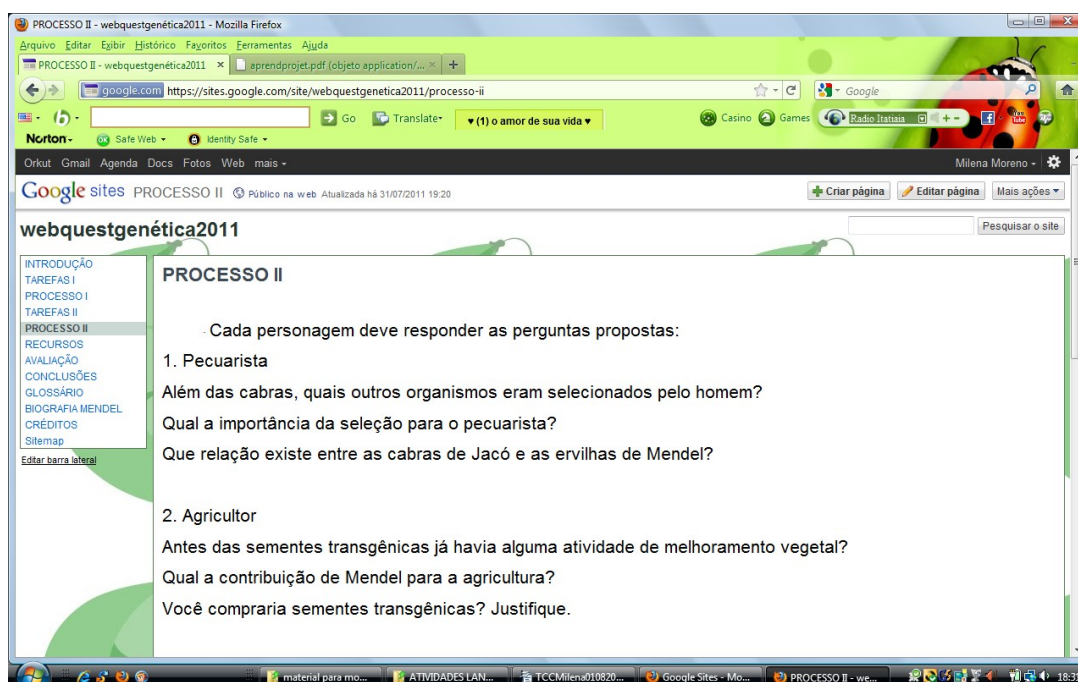 PROCESSO II - webquestgenética2011 - Mozilla Firefox
Arquivo Editar Exibir Histórico Favoritos Ferramentas Ajuda
PROCESSO II - webquestgenética2011 × aprendprojet.pdf (objeto application/... × +
google.com https://sites.google.com/site/webquestgenetica2011/processo-ii Google
Go Translate ♥ (1) o amor de sua vida ♥ Casino Games Radio Itatiaia
Norton OK Safe Web Identity Safe
Orkut Gmail Agenda Docs Fotos Web mais Milena Moreno
Google sites PROCESSO II Público na web Atualizada há 31/07/2011 19:20 Criar página Editar página Mais ações
webquestgenética2011 Pesquisar o site
INTRODUÇÃO
TAREFAS I
PROCESSO I
TAREFAS II
PROCESSO II
RECURSOS
AVALIAÇÃO
CONCLUSÕES
GLOSSÁRIO
BIOGRAFIA MENDEL
CRÉDITOS
Sitemap
Editar barra lateral
PROCESSO II
Cada personagem deve responder as perguntas propostas:
1. Pecuarista
Além das cabras, quais outros organismos eram selecionados pelo homem?
Qual a importância da seleção para o pecuarista?
Que relação existe entre as cabras de Jacó e as ervilhas de Mendel?
2. Agricultor
Antes das sementes transgênicas já havia alguma atividade de melhoramento vegetal?
Qual a contribuição de Mendel para a agricultura?
Você compraria sementes transgênicas? Justifique.
material para mo... ATIVIDADES LAN... TCCMilena010820... Google Sites - Mo... PROCESSO II - we... 18:31